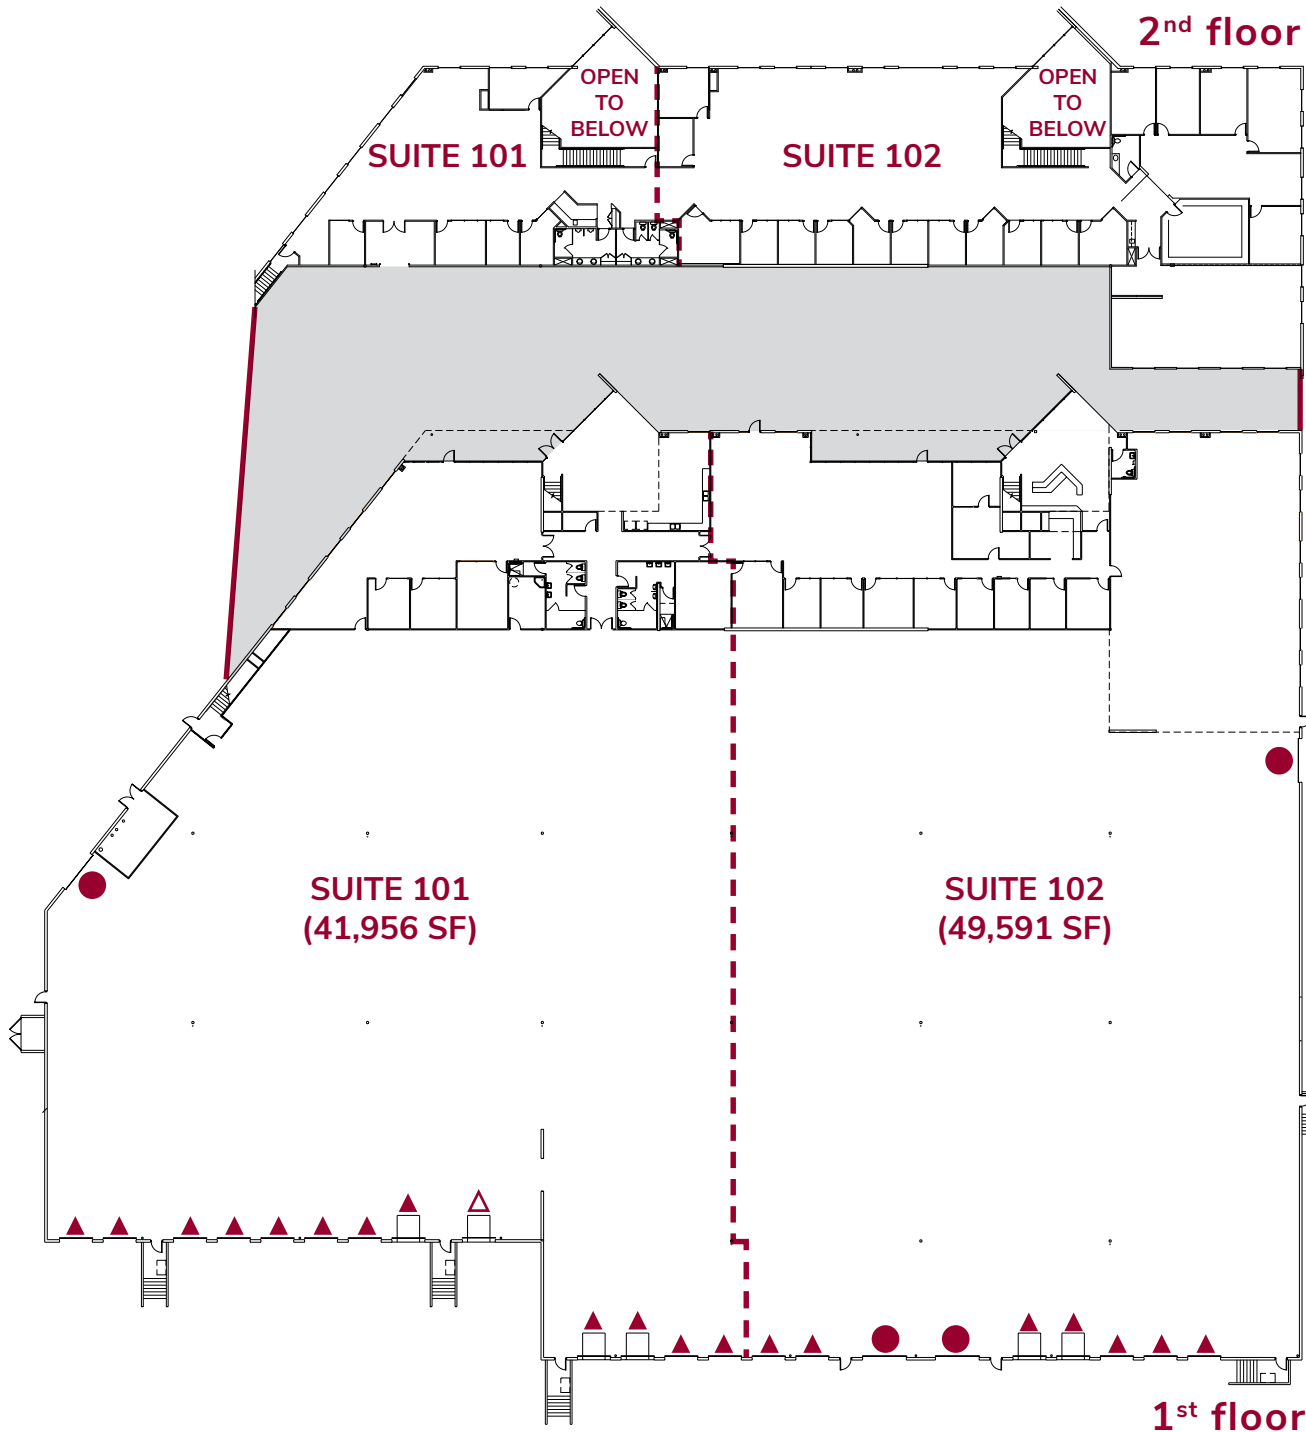 2nd floor
OPEN
TO
BELOW
OPEN
TO
BELOW
SUITE 101
SUITE 102
SUITE 101
(41,956 SF)
SUITE 102
(49,591 SF)
1st floor